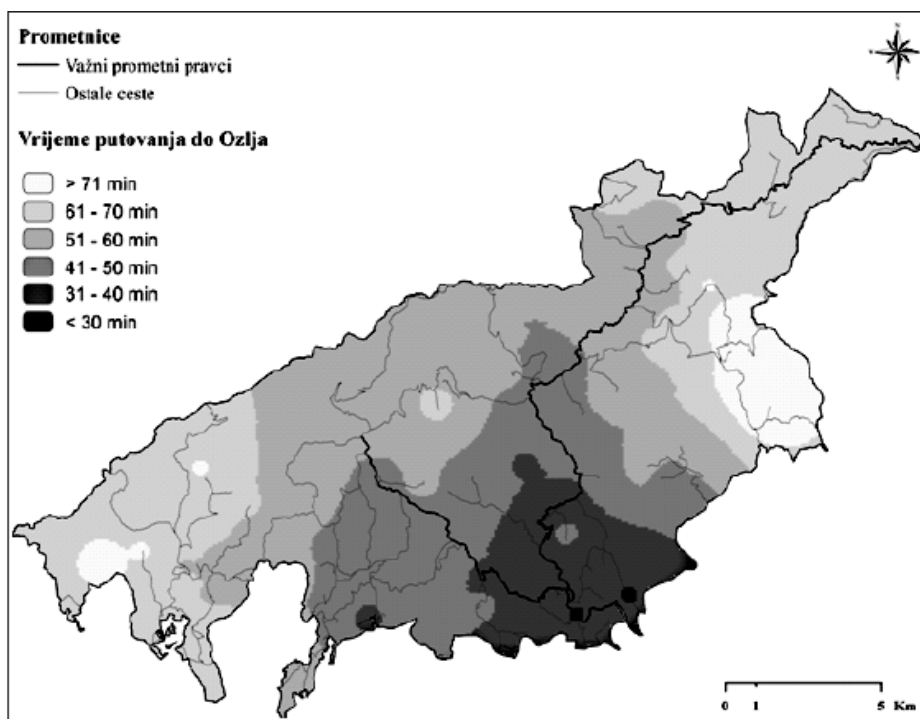 Prometnice
Važni prometni pravci
Ostale ceste
Vrijeme putovanja do Ozlja
> 71 min
61 - 70 min
51 - 60 min
41 - 50 min
31 - 40 min
< 30 min
0 1 5 Km